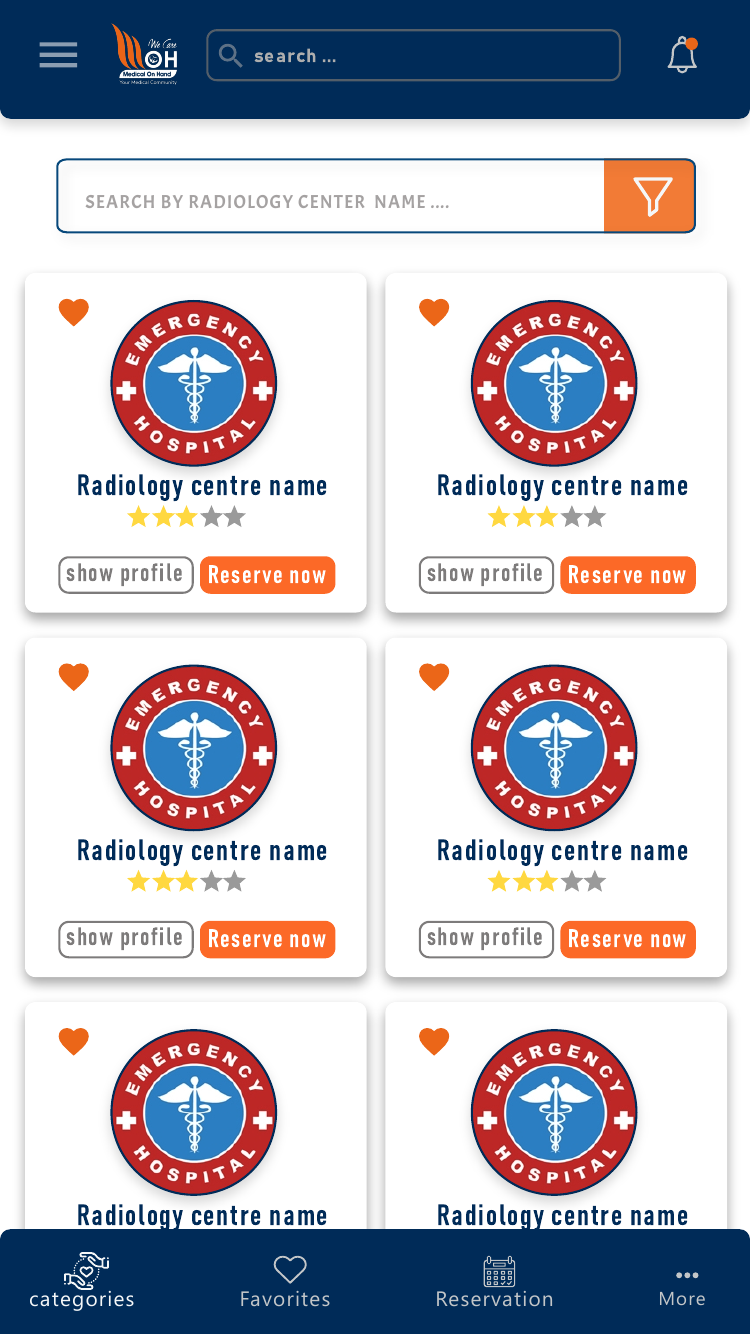 We Care
MOH
Medical On Hand
Your Medical Community
search ...
SEARCH BY RADIOLOGY CENTER NAME ....
EMERGENCY HOSPITAL
EMERGENCY HOSPITAL
Radiology centre name
Radiology centre name
show profile
Reserve now
show profile
Reserve now
EMERGENCY HOSPITAL
EMERGENCY HOSPITAL
Radiology centre name
Radiology centre name
show profile
Reserve now
show profile
Reserve now
EMERGENCY HOSPITAL
EMERGENCY HOSPITAL
Radiology centre name
Radiology centre name
categories
Favorites
Reservation
More